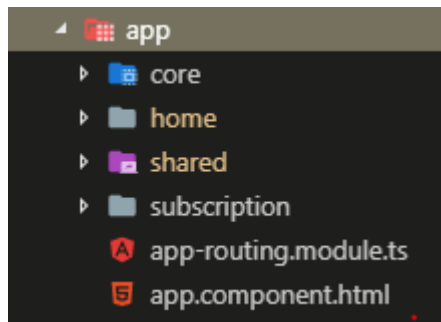 app
core
home
shared
subscription
app-routing.module.ts
app.component.html